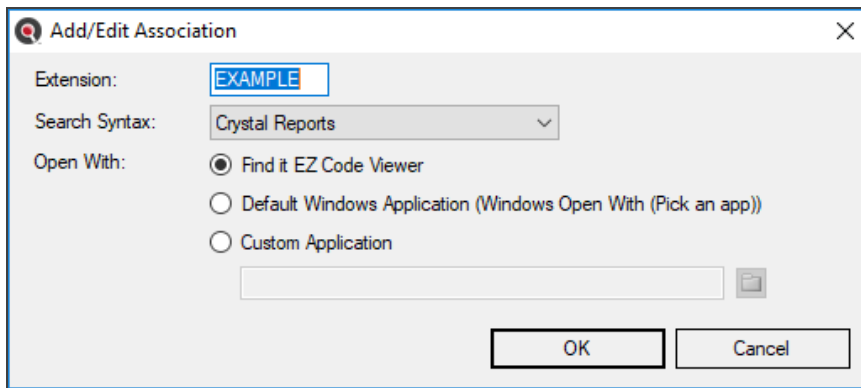 Add/Edit Association
Extension: EXAMPLE
Search Syntax: Crystal Reports
Open With: Find it EZ Code Viewer
Default Windows Application (Windows Open With (Pick an app))
Custom Application
OK Cancel